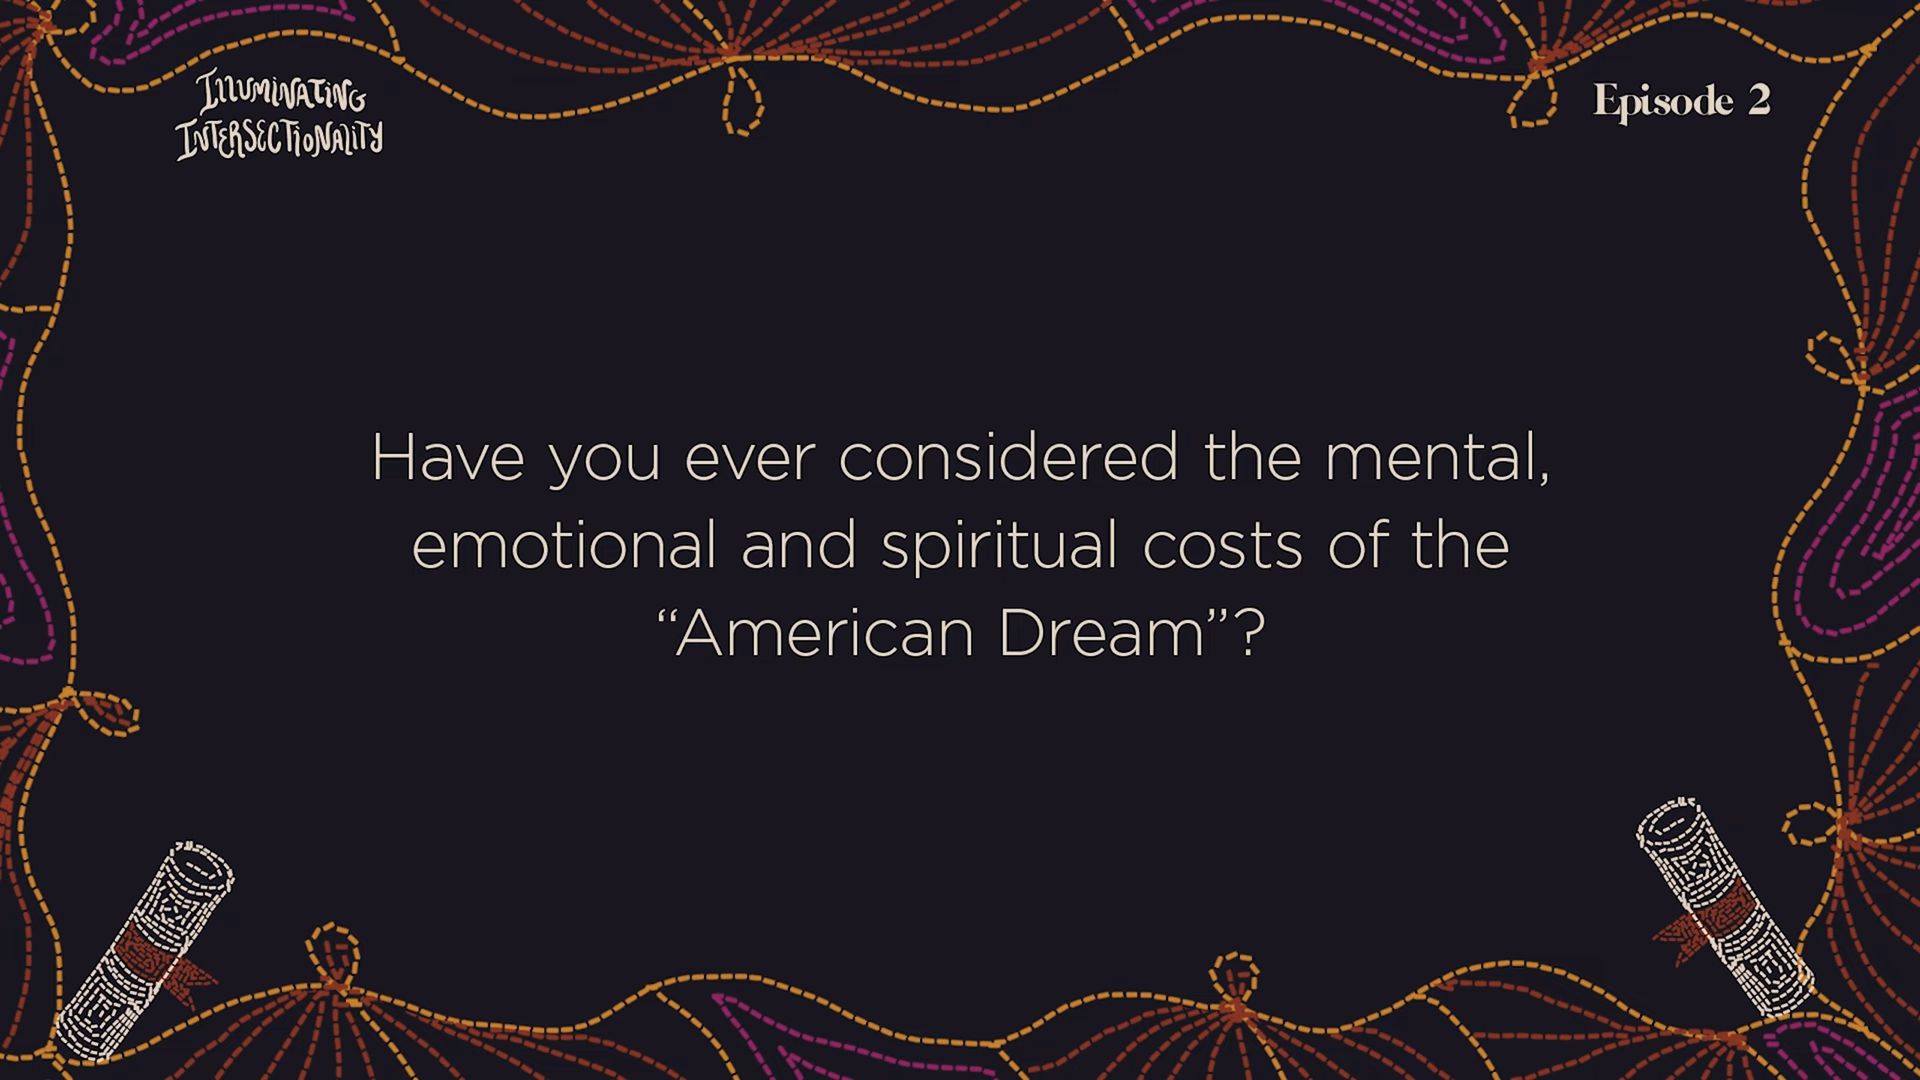 Illuminating
Intersectionality
Episode 2
Have you ever considered the mental,
emotional and spiritual costs of the
“American Dream”?